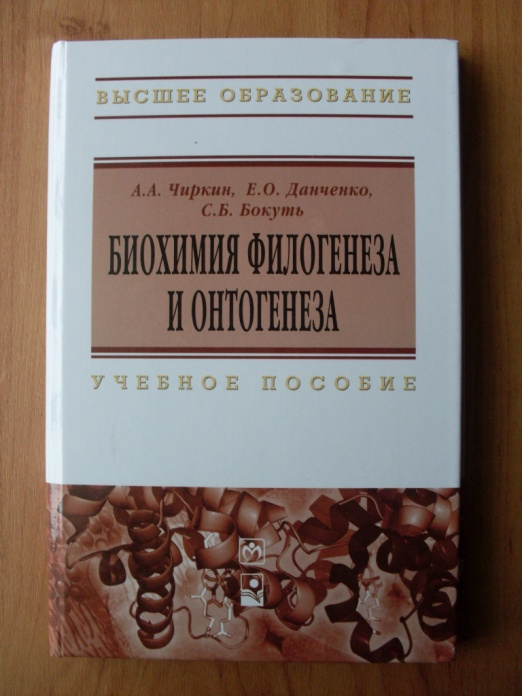 ВЫСШЕЕ ОБРАЗОВАНИЕ
А.А. Чиркин, Е.О. Данченко,
С.Б. Бокуть
БИОХИМИЯ ФИЛОГЕНЕЗА
И ОНТОГЕНЕЗА
УЧЕБНОЕ ПОСОБИЕ